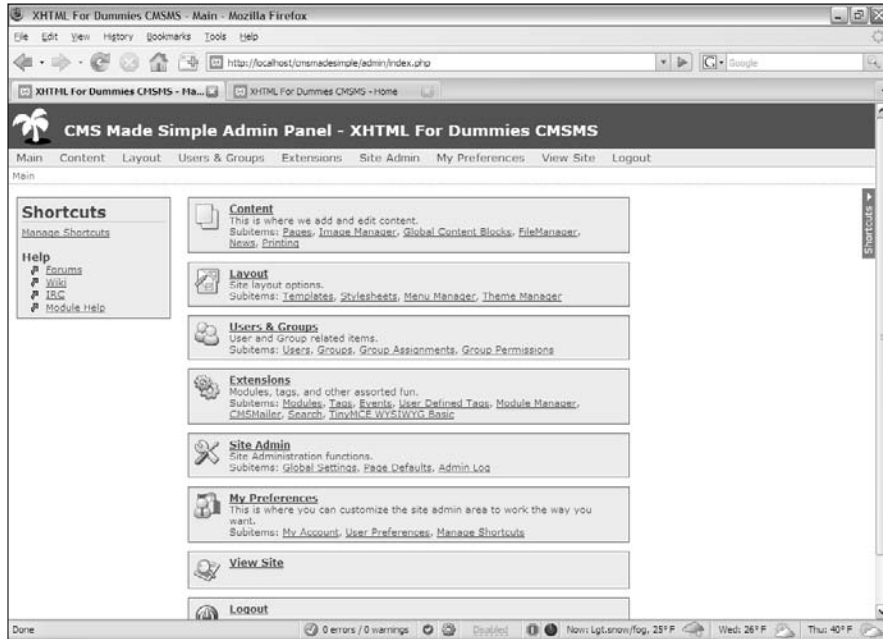 XHTML For Dummies CMSMS - Main - Mozilla Firefox
File Edit View History Bookmarks Tools Help
http://localhost/cmsmadesimple/admin/index.php
Google
XHTML For Dummies CMSMS - Ma...
XHTML For Dummies CMSMS - Home
CMS Made Simple Admin Panel - XHTML For Dummies CMSMS
Main Content Layout Users & Groups Extensions Site Admin My Preferences View Site Logout
Main
Shortcuts
Manage Shortcuts
Help
Forums
Wiki
IRC
Module Help
Content
This is where we add and edit content.
Subitems: Pages, Image Manager, Global Content Blocks, FileManager,
News, Printing
Layout
Site layout options.
Subitems: Templates, Stylesheets, Menu Manager, Theme Manager
Users & Groups
User and Group related items.
Subitems: Users, Groups, Group Assignments, Group Permissions
Extensions
Modules, tags, and other assorted fun.
Subitems: Modules, Tags, Events, User Defined Tags, Module Manager,
CMSMailer, Search, TinyMCE WYSIWYG Basic
Site Admin
Site Administration functions.
Subitems: Global Settings, Page Defaults, Admin Log
My Preferences
This is where you can customize the site admin area to work the way you
want.
Subitems: My Account, User Preferences, Manage Shortcuts
View Site
Logout
Shortcuts
Done
0 errors / 0 warnings
Disabled
Now: Lgt.snow/fog, 25° F
Wed: 26° F
Thu: 40° F